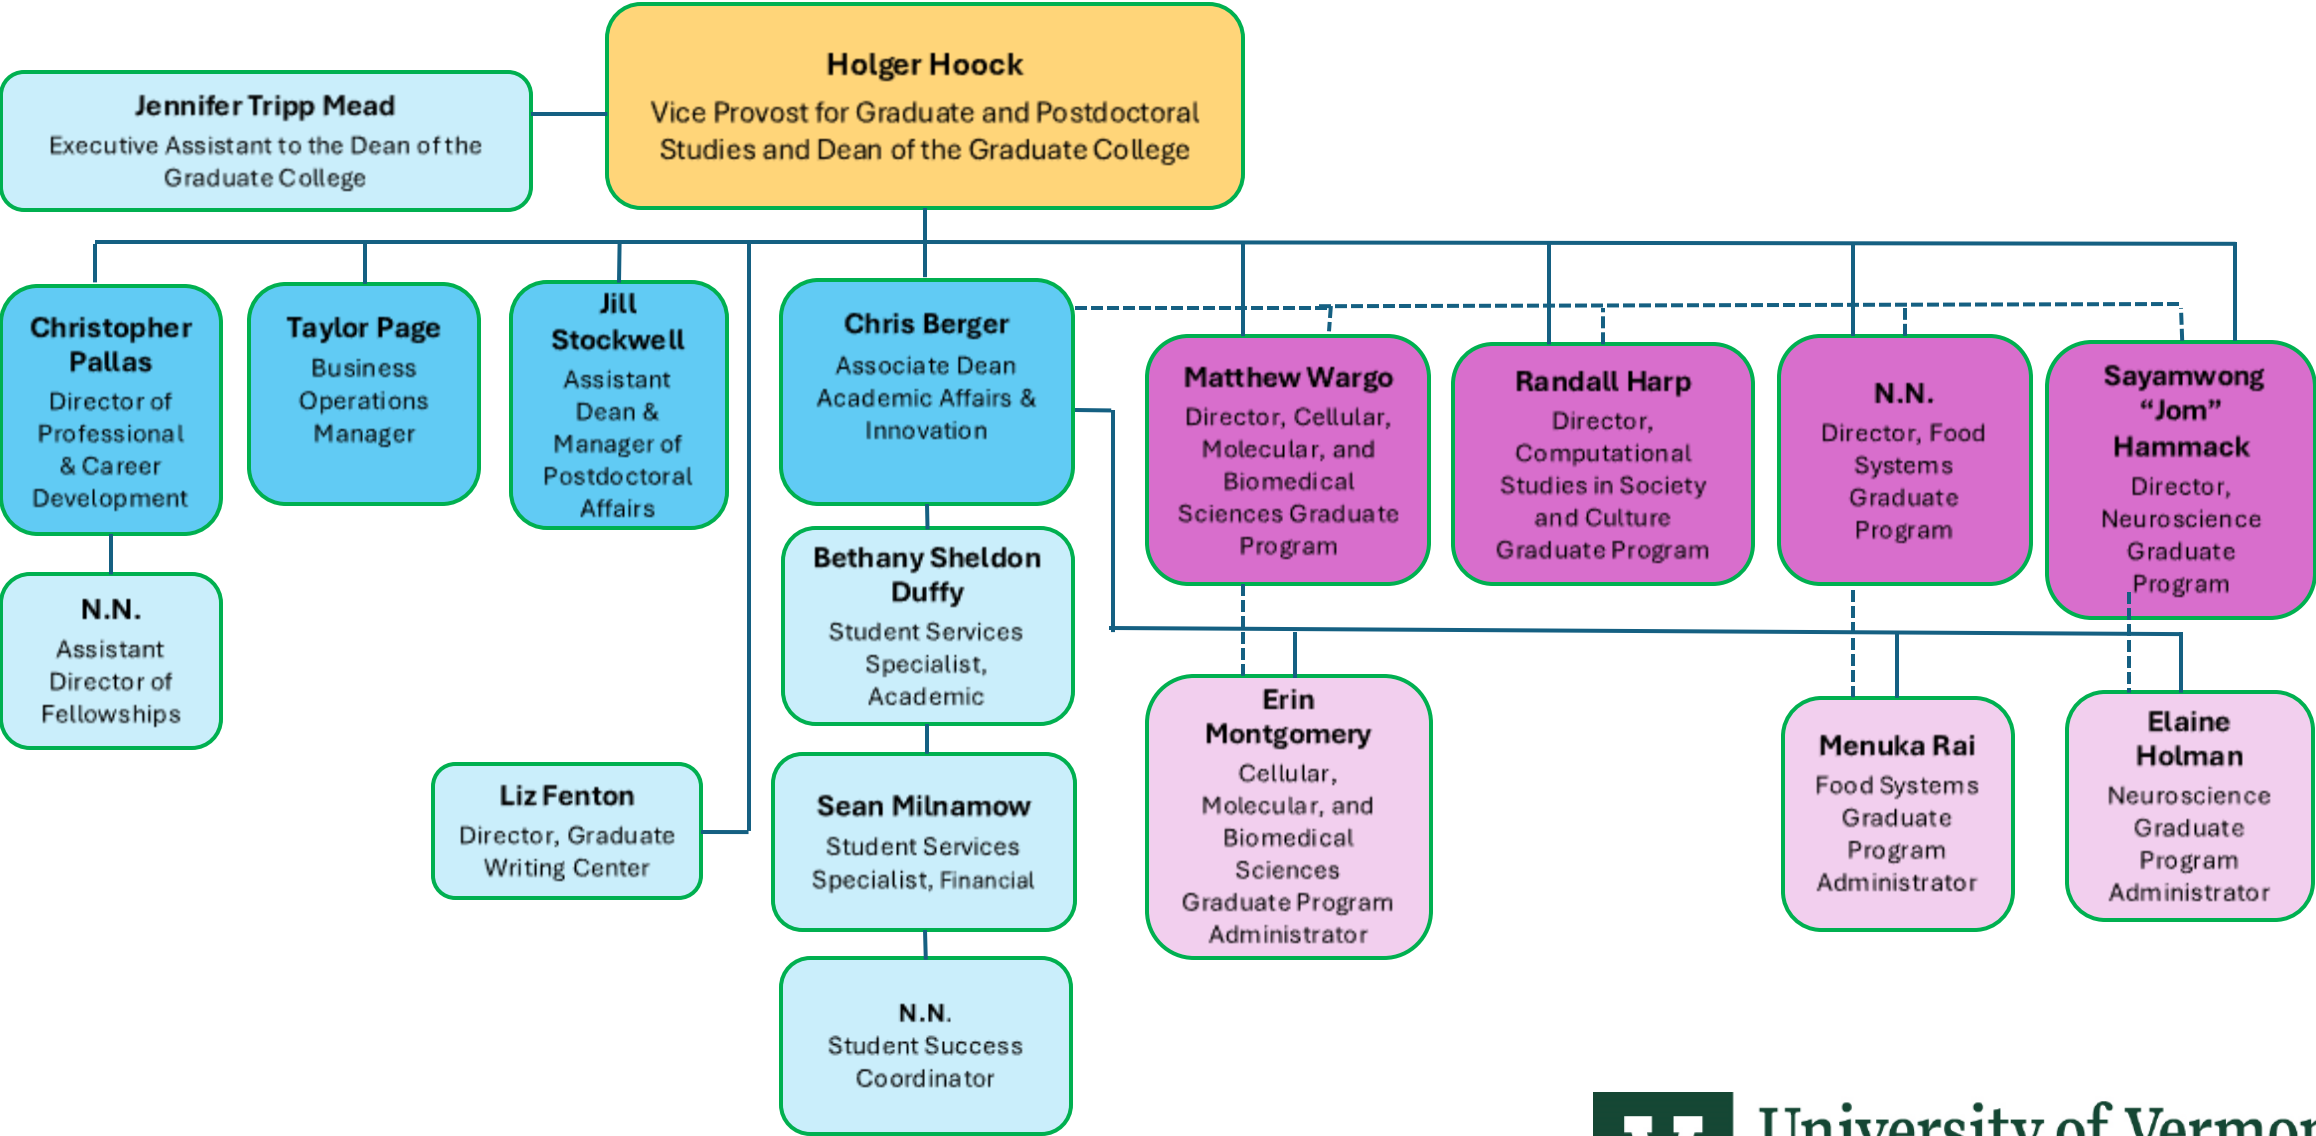 Holger Hoock
Vice Provost for Graduate and Postdoctoral
Studies and Dean of the Graduate College
Jennifer Tripp Mead
Executive Assistant to the Dean of the
Graduate College
Christopher
Pallas
Director of
Professional
& Career
Development
Taylor Page
Business
Operations
Manager
Jill
Stockwell
Assistant
Dean &
Manager of
Postdoctoral
Affairs
Chris Berger
Associate Dean
Academic Affairs &
Innovation
Matthew Wargo
Director, Cellular,
Molecular, and
Biomedical
Sciences Graduate
Program
Randall Harp
Director,
Computational
Studies in Society
and Culture
Graduate Program
N.N.
Director, Food
Systems
Graduate
Program
Sayamwong
“Jom”
Hammack
Director,
Neuroscience
Graduate
Program
N.N.
Assistant
Director of
Fellowships
Bethany Sheldon
Duffy
Student Services
Specialist,
Academic
Liz Fenton
Director, Graduate
Writing Center
Sean Milnamow
Student Services
Specialist, Financial
N.N.
Student Success
Coordinator
Erin
Montgomery
Cellular,
Molecular, and
Biomedical
Sciences
Graduate Program
Administrator
Menuka Rai
Food Systems
Graduate
Program
Administrator
Elaine
Holman
Neuroscience
Graduate
Program
Administrator
University of